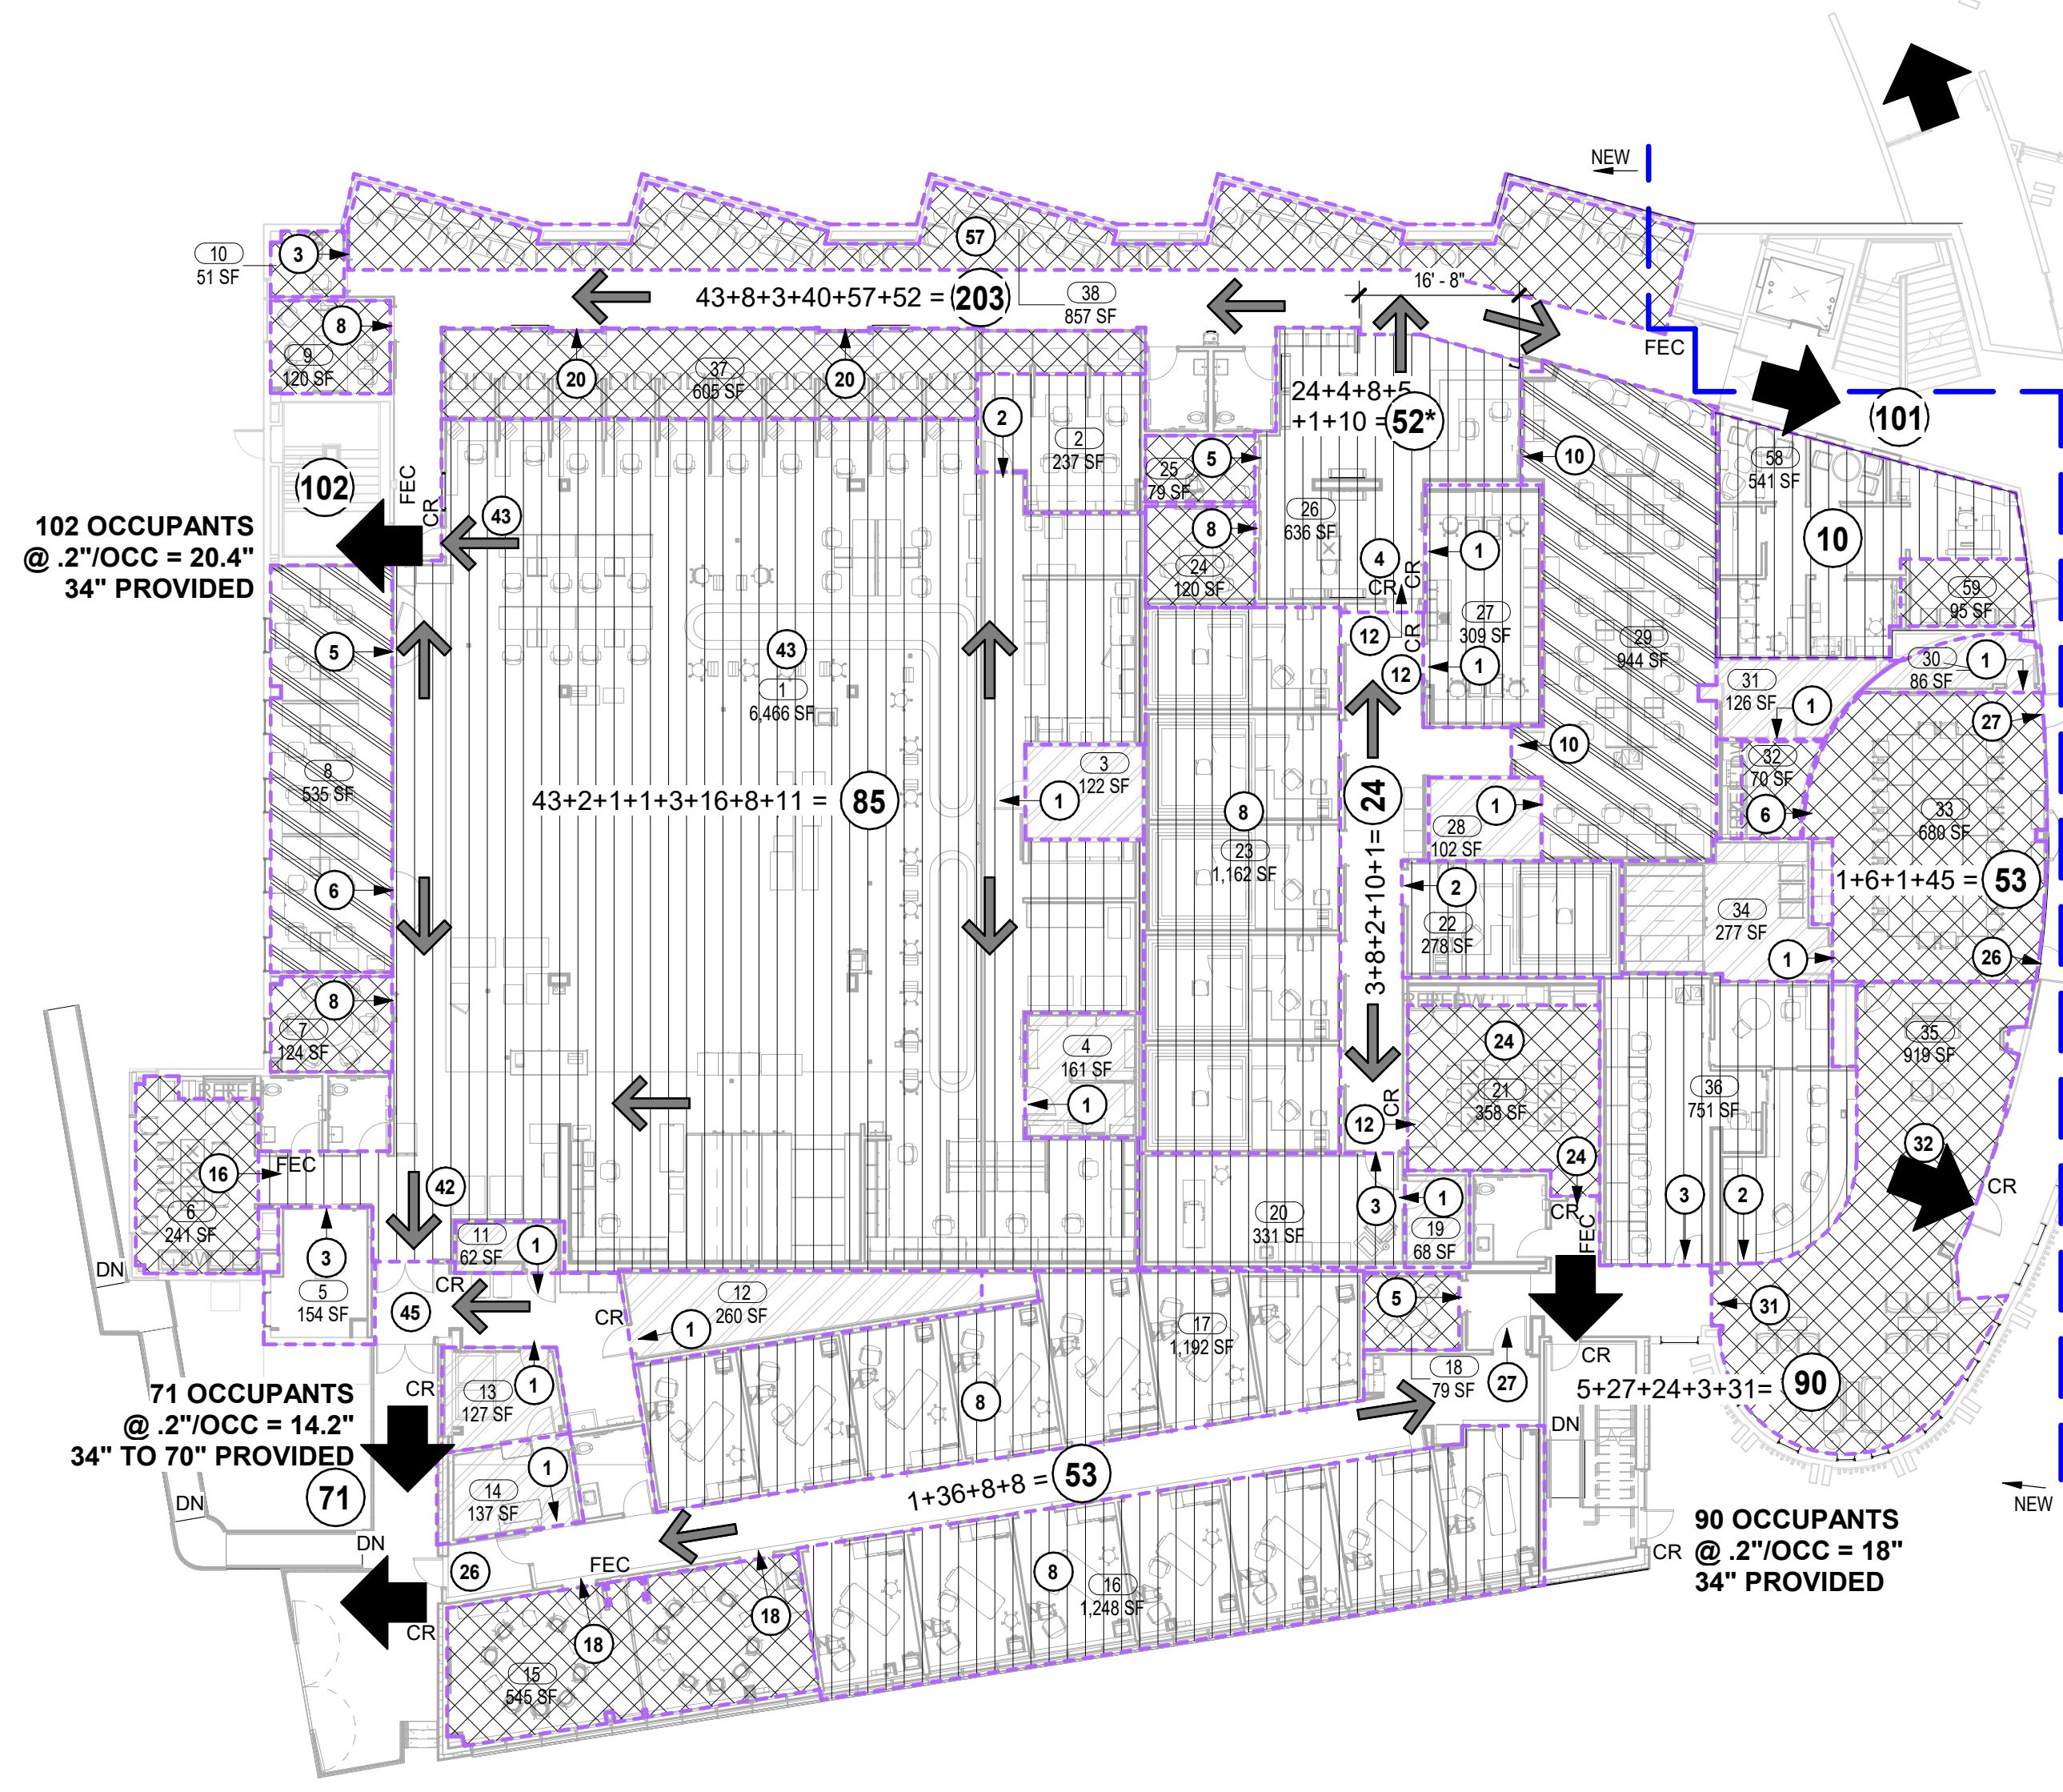 NEW
10
51 SF
3
57
16' - 8"
43+8+3+40+57+52 = 203
38
857 SF
FEC
8
9
120 SF
37
605 SF
20
20
2
2
237 SF
24+4+8+5
+1+10 = 52*
101
10
58
541 SF
10
59
95 SF
102
FEC
CR
43
102 OCCUPANTS
@ .2"/OCC = 20.4"
34" PROVIDED
5
25
79 SF
8
24
120 SF
26
636 SF
4
CR
CR
1
27
309 SF
1
CR
12
12
29
944 SF
5
8
535 SF
6
43
1
6,466 SF
43+2+1+1+3+16+8+11 = 85
3
122 SF
1
8
23
1,162 SF
3+8+2+10+1= 24
10
1
28
102 SF
2
22
278 SF
31
126 SF
1
30
86 SF
1
27
32
70 SF
6
33
680 SF
1+6+1+45 = 53
34
277 SF
1
26
8
7
124 SF
4
161 SF
1
24
21
358 SF
12
CR
24
CR
FEC
36
751 SF
3
2
35
919 SF
32
CR
16
FEC
6
241 SF
3
5
154 SF
42
11
62 SF
1
CR
45
DN
20
331 SF
3
1
19
68 SF
12
260 SF
CR
1
17
1,192 SF
8
5
18
79 SF
27
CR
31
5+27+24+3+31= 90
DN
71 OCCUPANTS
@ .2"/OCC = 14.2"
34" TO 70" PROVIDED
71
CR
13
127 SF
1
14
137 SF
1
1+36+8+8 = 53
DN
DN
26
FEC
CR
18
18
15
545 SF
8
16
1,248 SF
NEW
CR
90 OCCUPANTS
@ .2"/OCC = 18"
34" PROVIDED